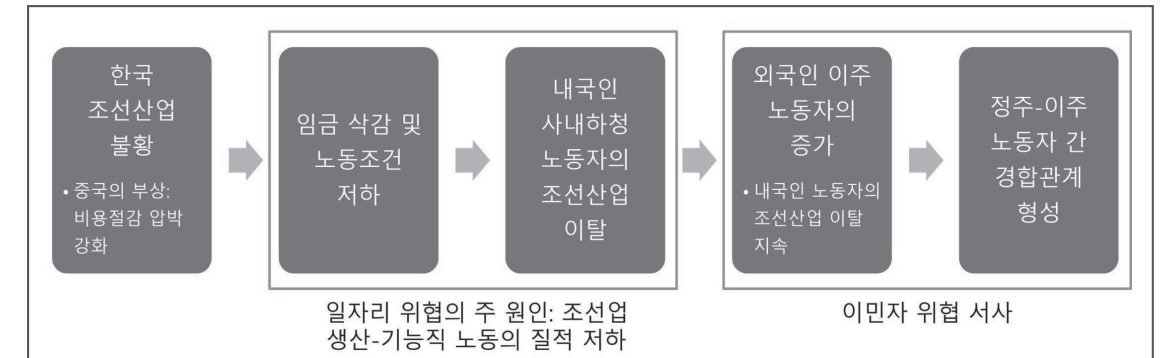 한국
조선산업
불황
• 중국의 부상:
비용절감 압박
강화
임금 삭감 및
노동조건
저하
내국인
사내하청
노동자의
조선산업
이탈
외국인 이주
노동자의
증가
• 내국인 노동자의
조선산업 이탈
지속
정주-이주
노동자 간
경합관계
형성
일자리 위협의 주 원인: 조선업
생산-기능직 노동의 질적 저하
이민자 위협 서사